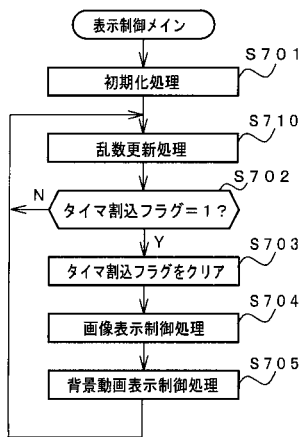 表示制御メイン
S701
初期化処理
S710
乱数更新処理
S702
N
タイマ割込フラグ=1?
Y
S703
タイマ割込フラグをクリア
S704
画像表示制御処理
S705
背景動画表示制御処理